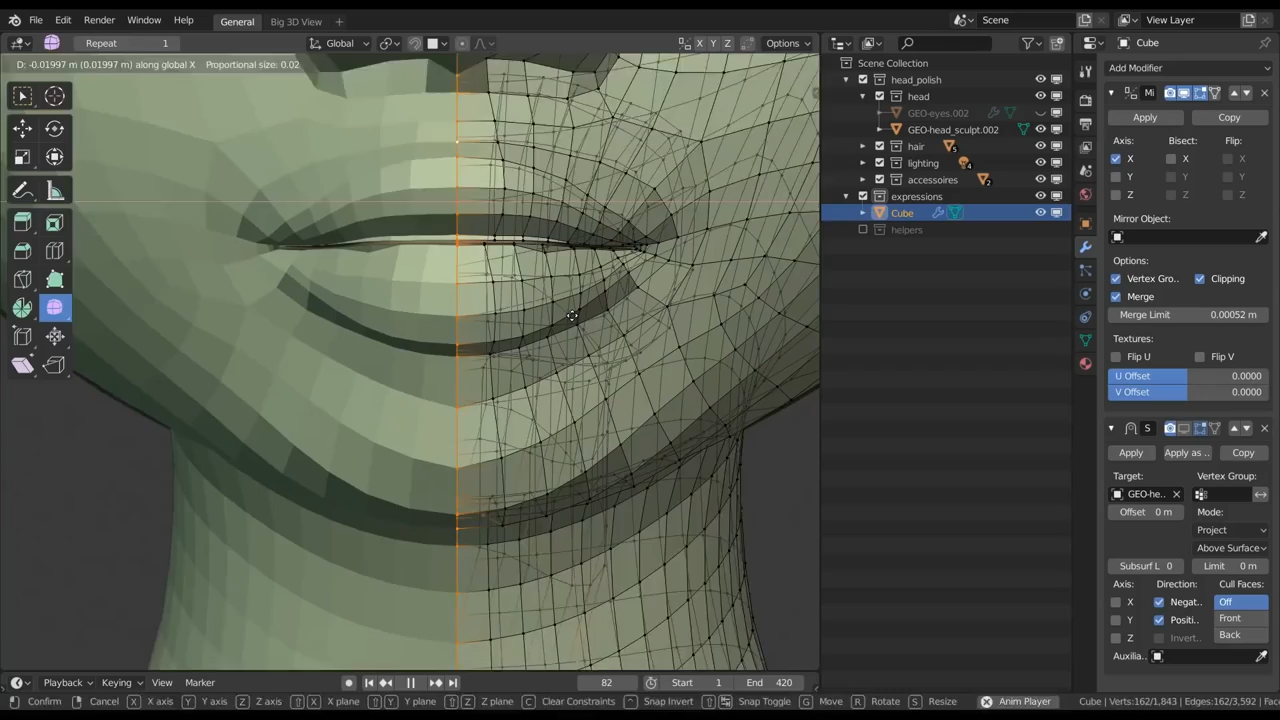 File Edit Render Window Help General Big 3D View + Scene View Layer
Repeat 1 Global X Y Z Options Cube
D: -0.01997 m (0.01997 m) along global X Proportional size: 0.02
Scene Collection
Add Modifier
head_polish
head
Mi
GEO-eyes.002
Apply Copy
GEO-head_sculpt.002
Axis: Bisect: Flip:
hair 5
X X X
lighting 4
Y Y Y
accessoires 2
Z Z Z
expressions
Cube
Mirror Object:
helpers
Options:
Vertex Gro.. Clipping
Merge
Merge Limit 0.00052 m
Textures:
Flip U Flip V
U Offset 0.0000
V Offset 0.0000
S
Apply Apply as .. Copy
Target: Vertex Group:
GEO-he..
Offset 0 m Mode:
Project
Above Surface
Subsurf L 0 Limit 0 m
Axis: Direction: Cull Faces:
X Negat.. Off
Y Positi.. Front
Z Invert.. Back
Auxilia..
Playback Keying View Marker 82 Start 1 End 420
Confirm Cancel X X axis Y Y axis Z Z axis X X plane Y Y plane Z Z plane C Clear Constraints Snap Invert Snap Toggle G Move R Rotate S Resize Anim Player Cube | Verts:162/1,843 | Edges:162/3,592 | Fac